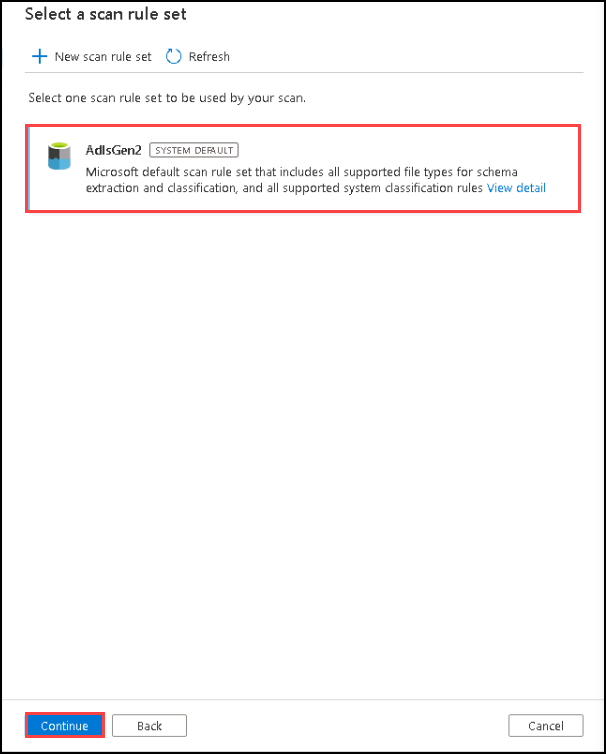 Select a scan rule set
New scan rule set Refresh
Select one scan rule set to be used by your scan.
AdlsGen2 SYSTEM DEFAULT
Microsoft default scan rule set that includes all supported file types for schema
extraction and classification, and all supported system classification rules View detail
Continue Back Cancel